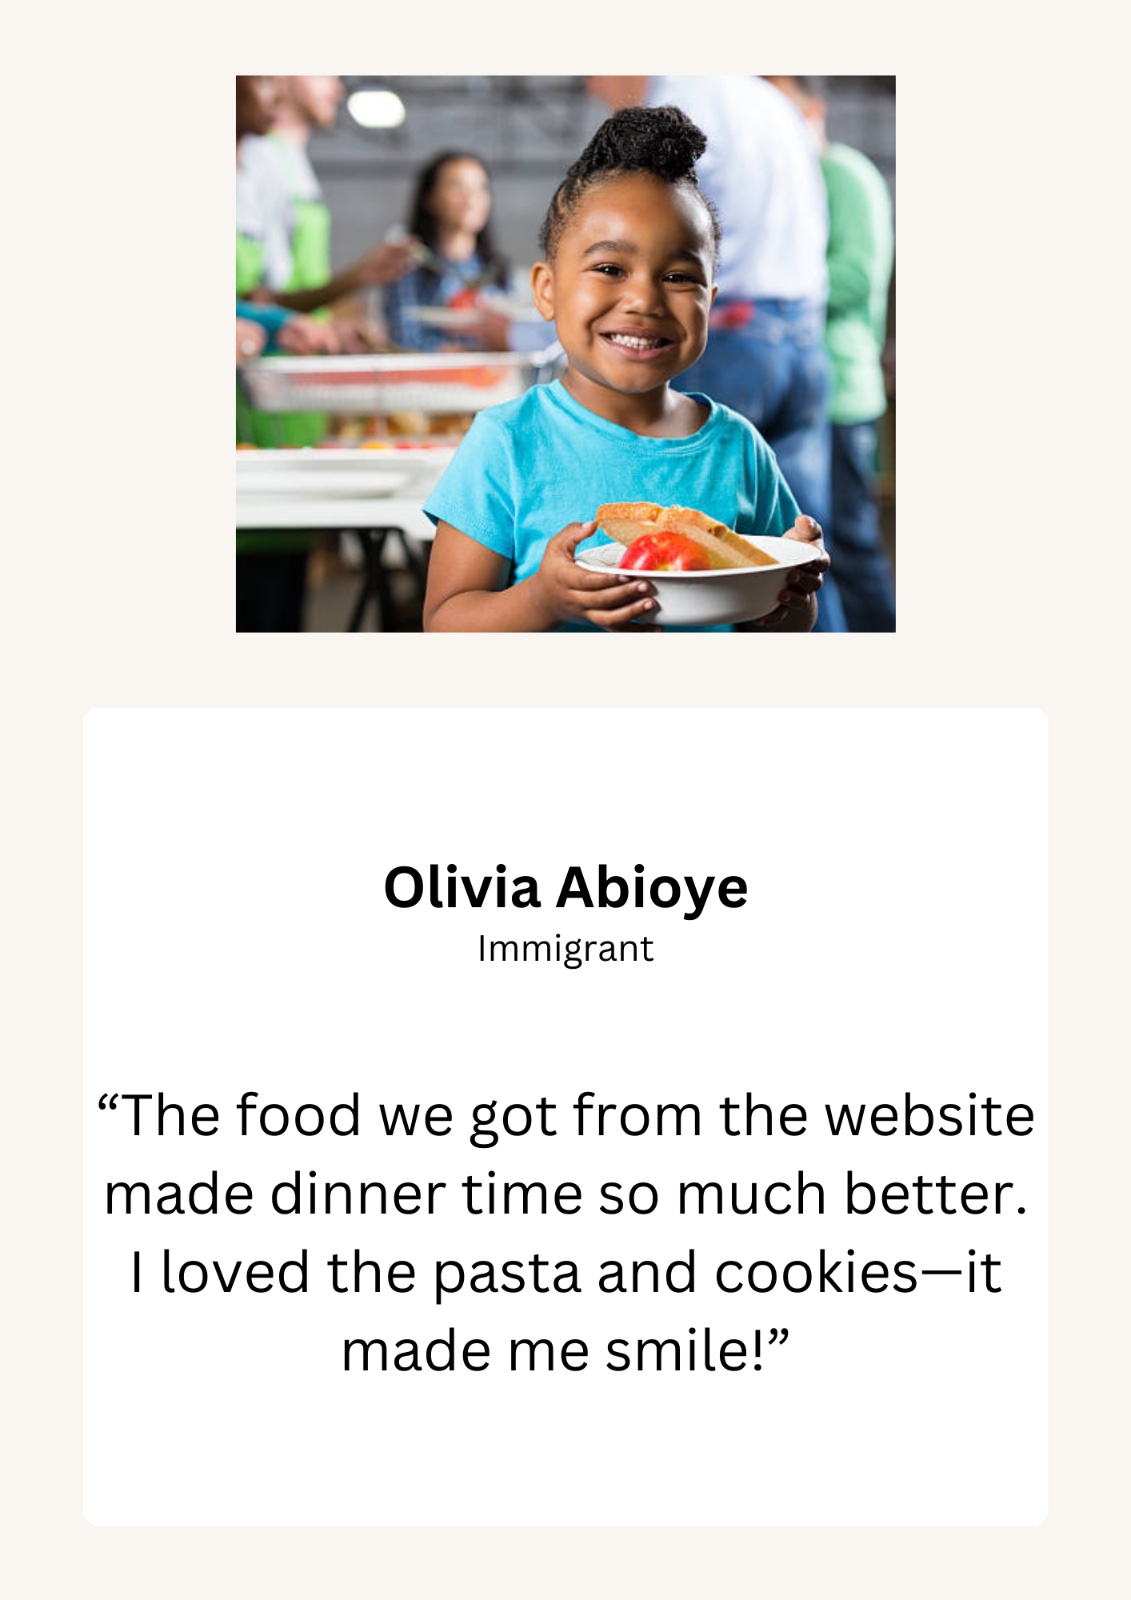 Olivia Abioye
Immigrant
“The food we got from the website
made dinner time so much better.
I loved the pasta and cookies—it
made me smile!”